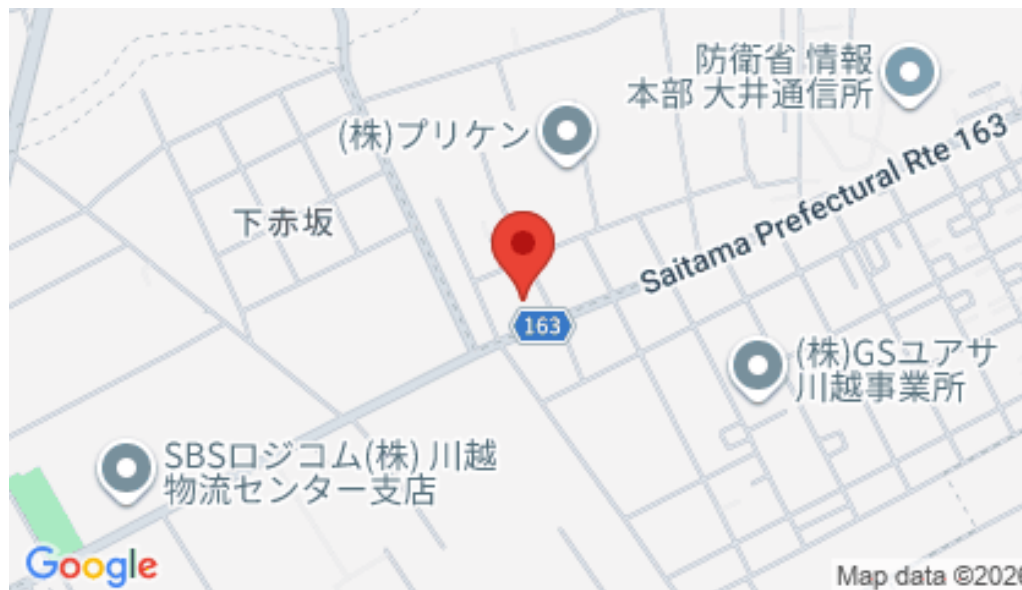 防衛省 情報
本部 大井通信所
(株)プリケン
Saitama Prefectural Rte 163
下赤坂
163
(株)GSユアサ
川越事業所
SBSロジコム(株) 川越
物流センター支店
Google
Map data ©2026